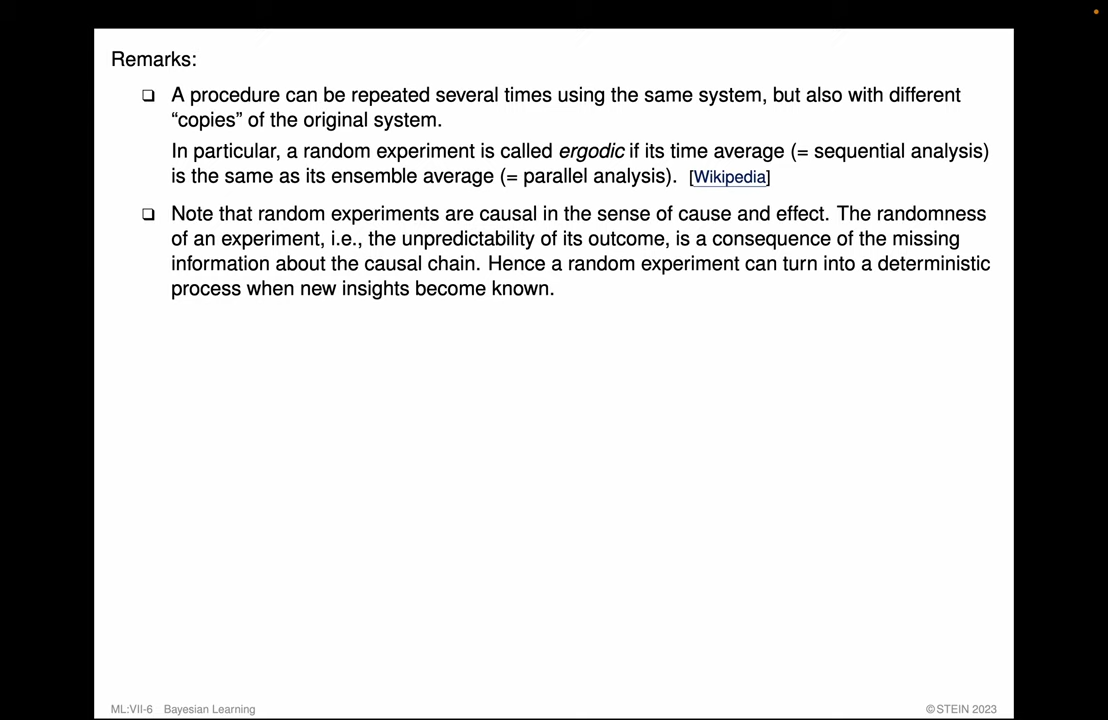 Remarks:
❑ A procedure can be repeated several times using the same system, but also with different
“copies” of the original system.
In particular, a random experiment is called ergodic if its time average (= sequential analysis)
is the same as its ensemble average (= parallel analysis). [Wikipedia]
❑ Note that random experiments are causal in the sense of cause and effect. The randomness
of an experiment, i.e., the unpredictability of its outcome, is a consequence of the missing
information about the causal chain. Hence a random experiment can turn into a deterministic
process when new insights become known.
ML:VII-6 Bayesian Learning
©STEIN 2023